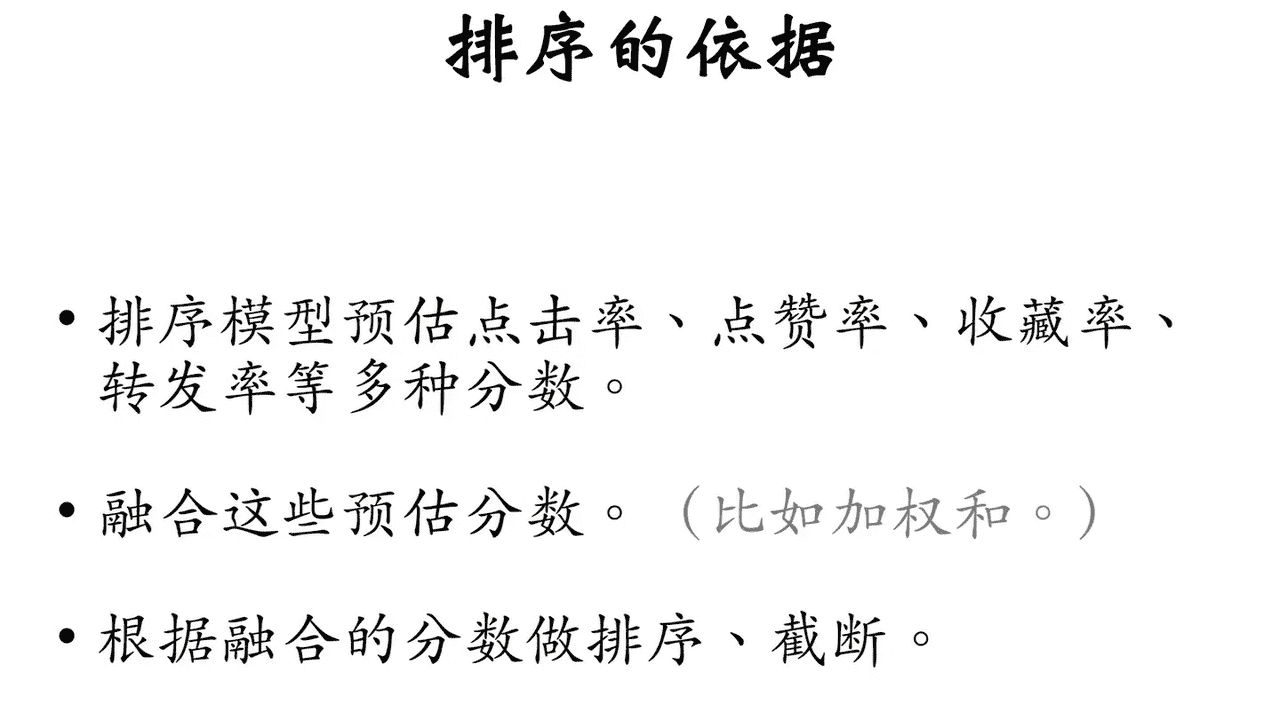 排序的依据
• 排序模型预估点击率、点赞率、收藏率、
转发率等多种分数。
• 融合这些预估分数。（比如加权和。）
• 根据融合的分数做排序、截断。